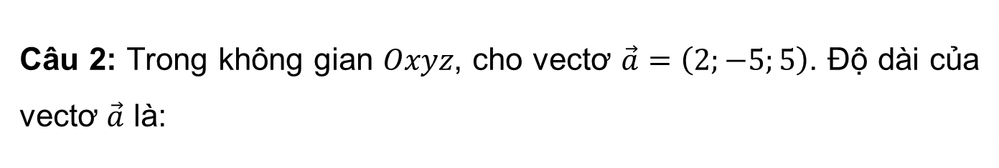 Câu 2: Trong không gian Oxyz, cho vectơ a⃗ = (2; −5; 5). Độ dài của
vectơ a⃗ là: